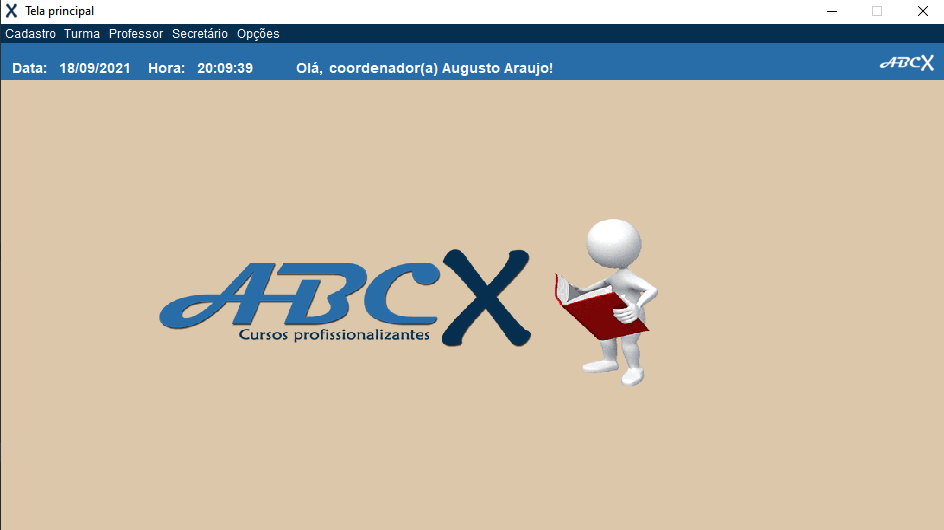 Tela principal
Cadastro Turma Professor Secretário Opções
Data: 18/09/2021 Hora: 20:09:39 Olá, coordenador(a) Augusto Araujo!
ABCX
ABCX
Cursos profissionalizantes